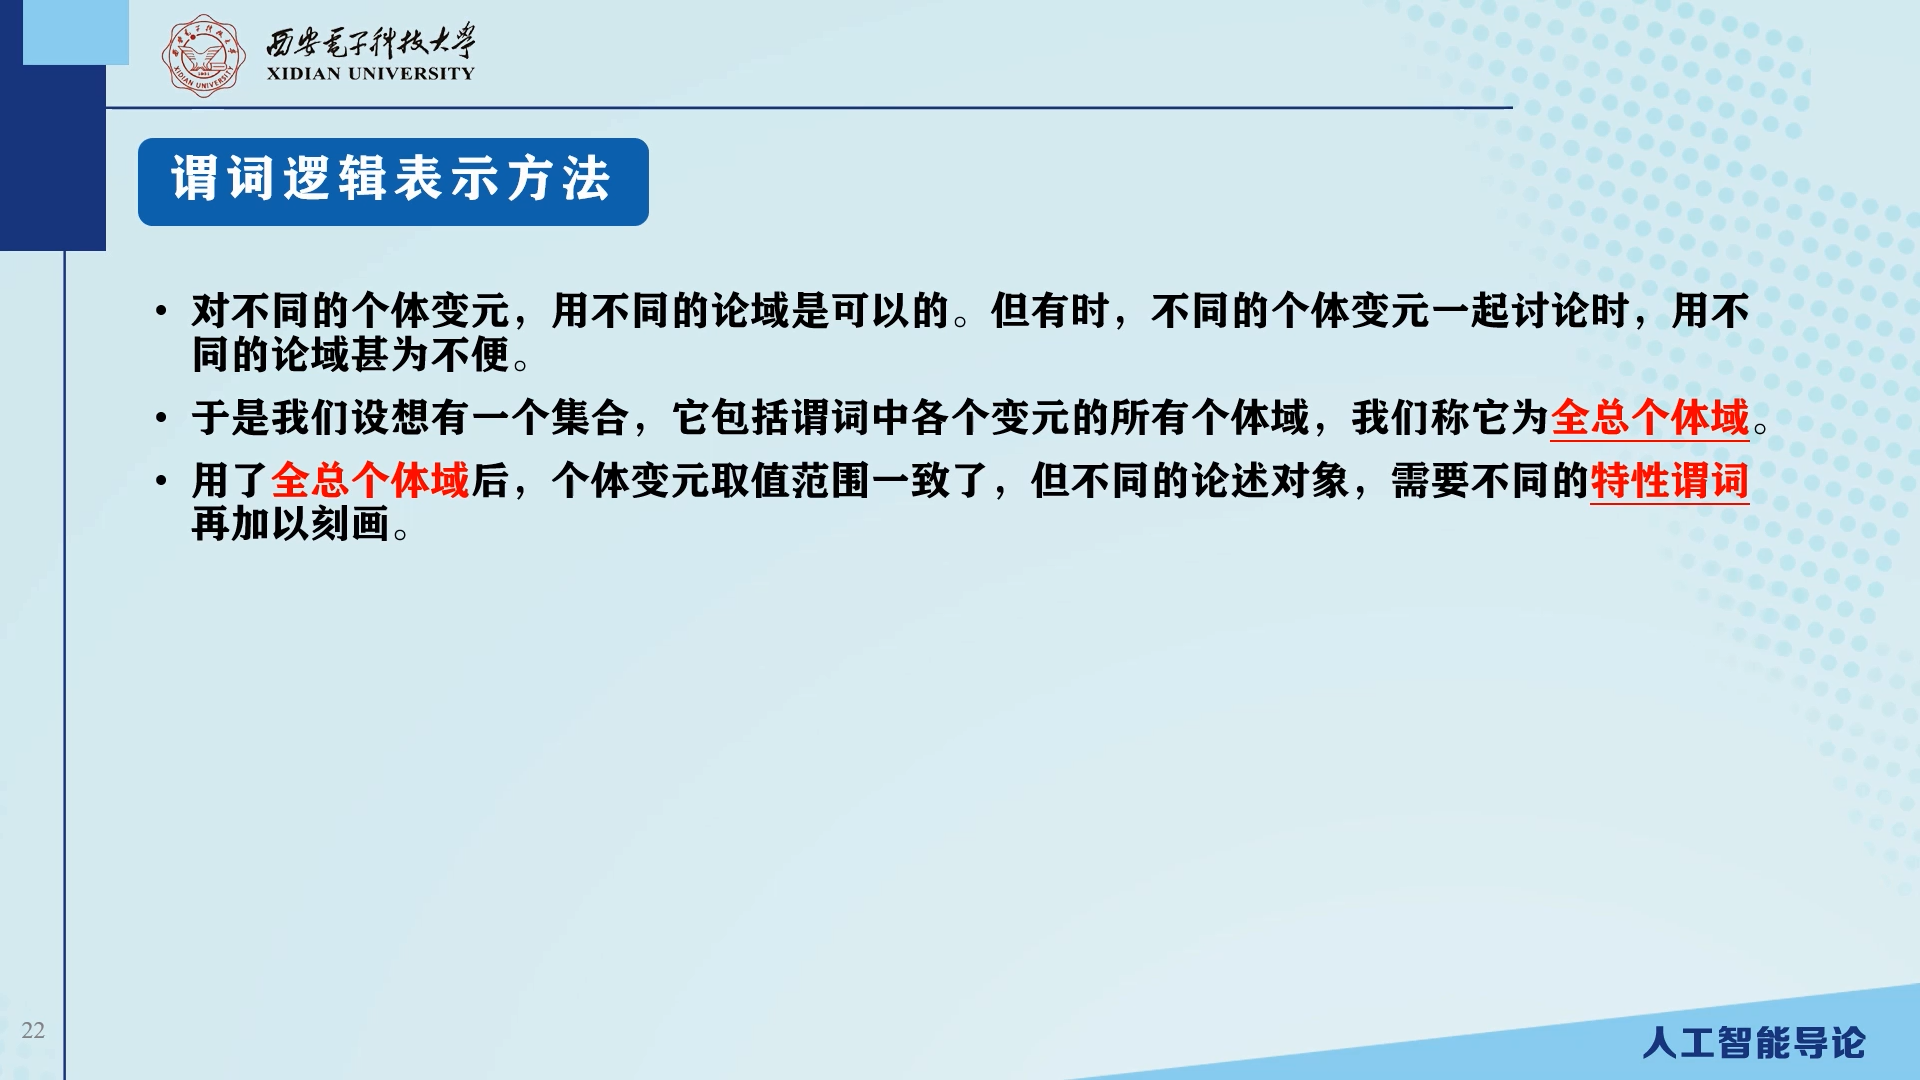 西安电子科技大学
XIDIAN UNIVERSITY
谓词逻辑表示方法
• 对不同的个体变元，用不同的论域是可以的。但有时，不同的个体变元一起讨论时，用不
同的论域甚为不便。
• 于是我们设想有一个集合，它包括谓词中各个变元的所有个体域，我们称它为全总个体域。
• 用了全总个体域后，个体变元取值范围一致了，但不同的论述对象，需要不同的特性谓词
再加以刻画。
22
人工智能导论